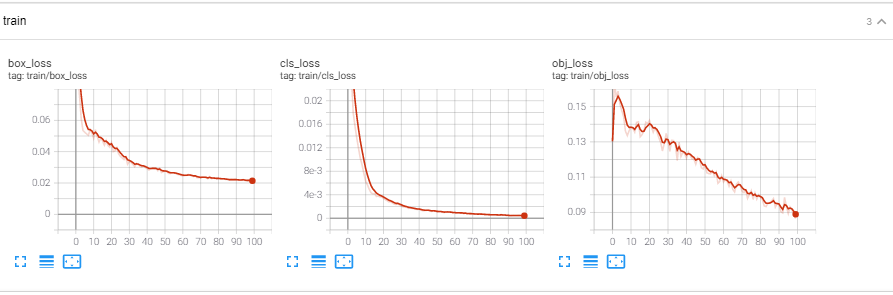 train
3
box_loss
tag: train/box_loss
0.06
0.04
0.02
0
0 10 20 30 40 50 60 70 80 90 100
cls_loss
tag: train/cls_loss
0.02
0.016
0.012
8e-3
4e-3
0
0 10 20 30 40 50 60 70 80 90 100
obj_loss
tag: train/obj_loss
0.15
0.13
0.11
0.09
0 10 20 30 40 50 60 70 80 90 100